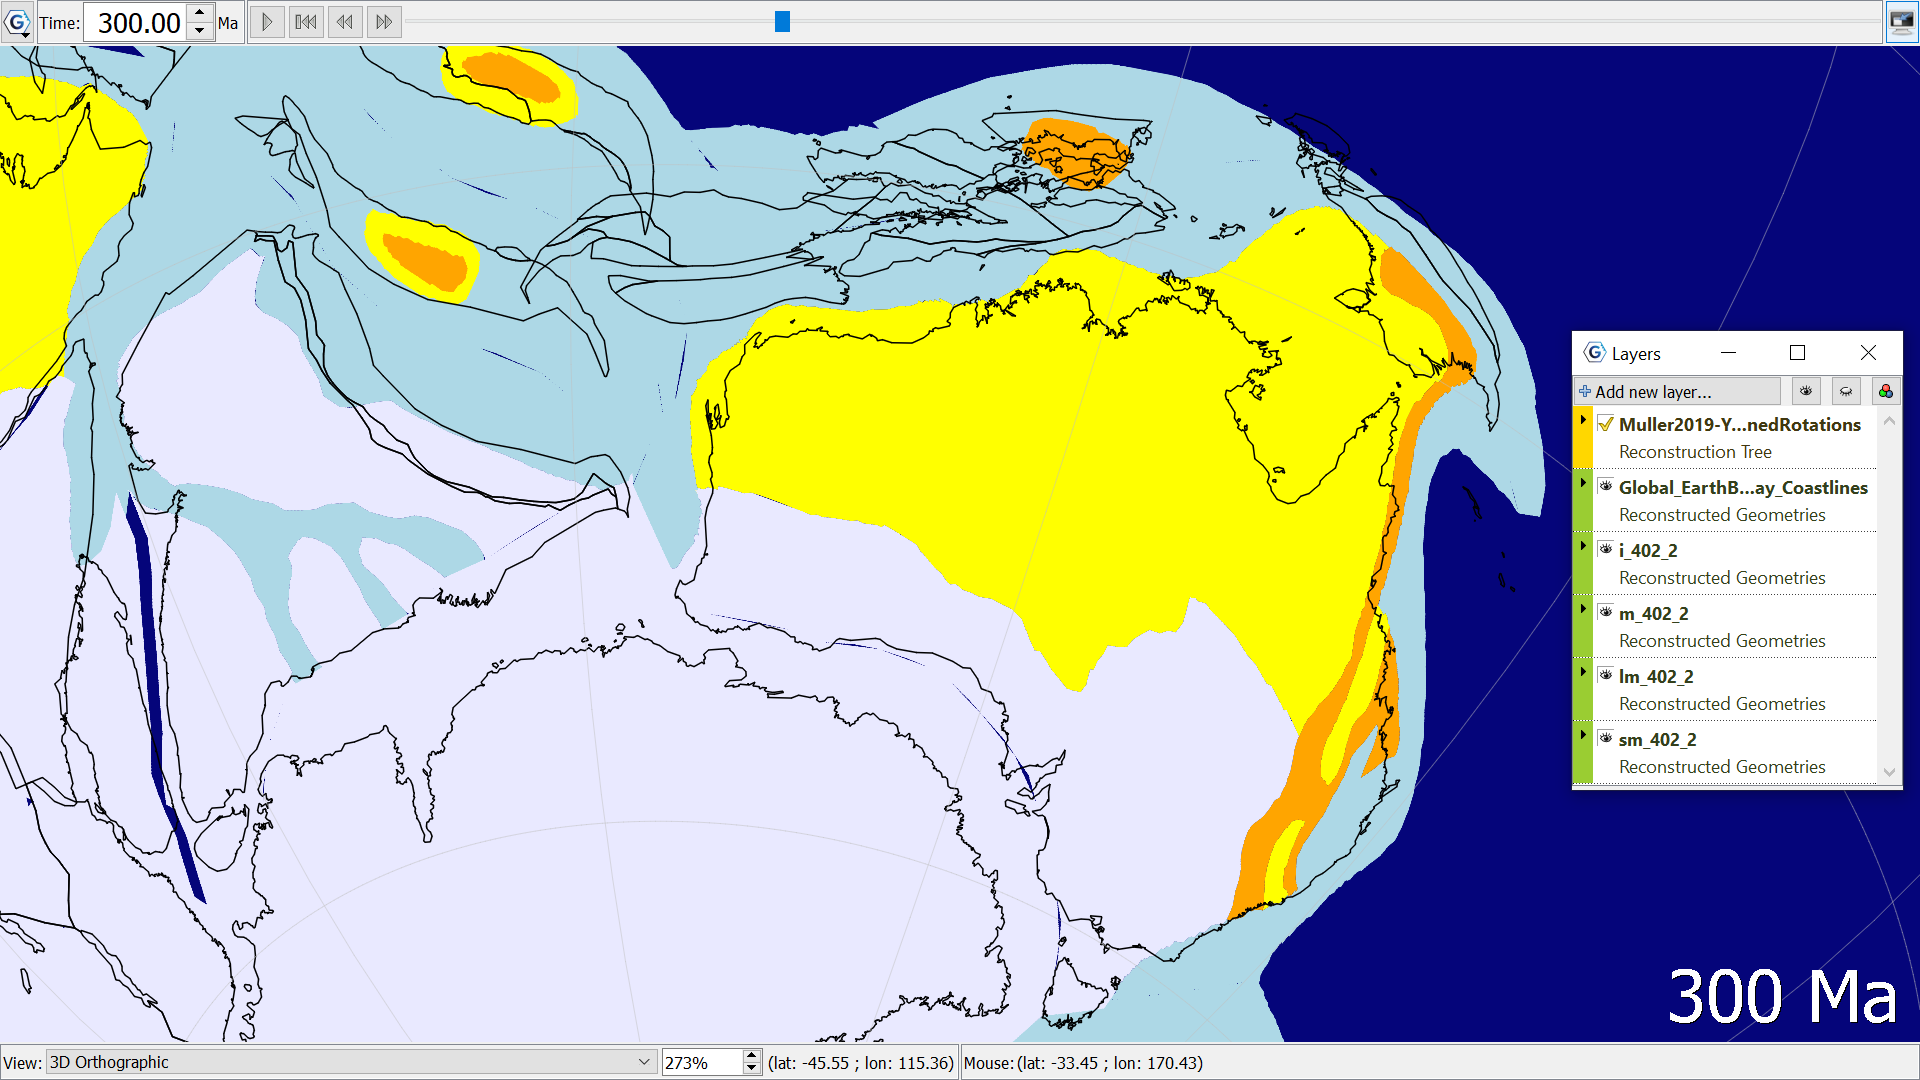 Time: 300.00 Ma
Layers
Add new layer...
Muller2019-Y...nedRotations
Reconstruction Tree
Global_EarthB...ay_Coastlines
Reconstructed Geometries
i_402_2
Reconstructed Geometries
m_402_2
Reconstructed Geometries
lm_402_2
Reconstructed Geometries
sm_402_2
Reconstructed Geometries
300 Ma
View: 3D Orthographic 273% (lat: -45.55 ; lon: 115.36) Mouse: (lat: -33.45 ; lon: 170.43)